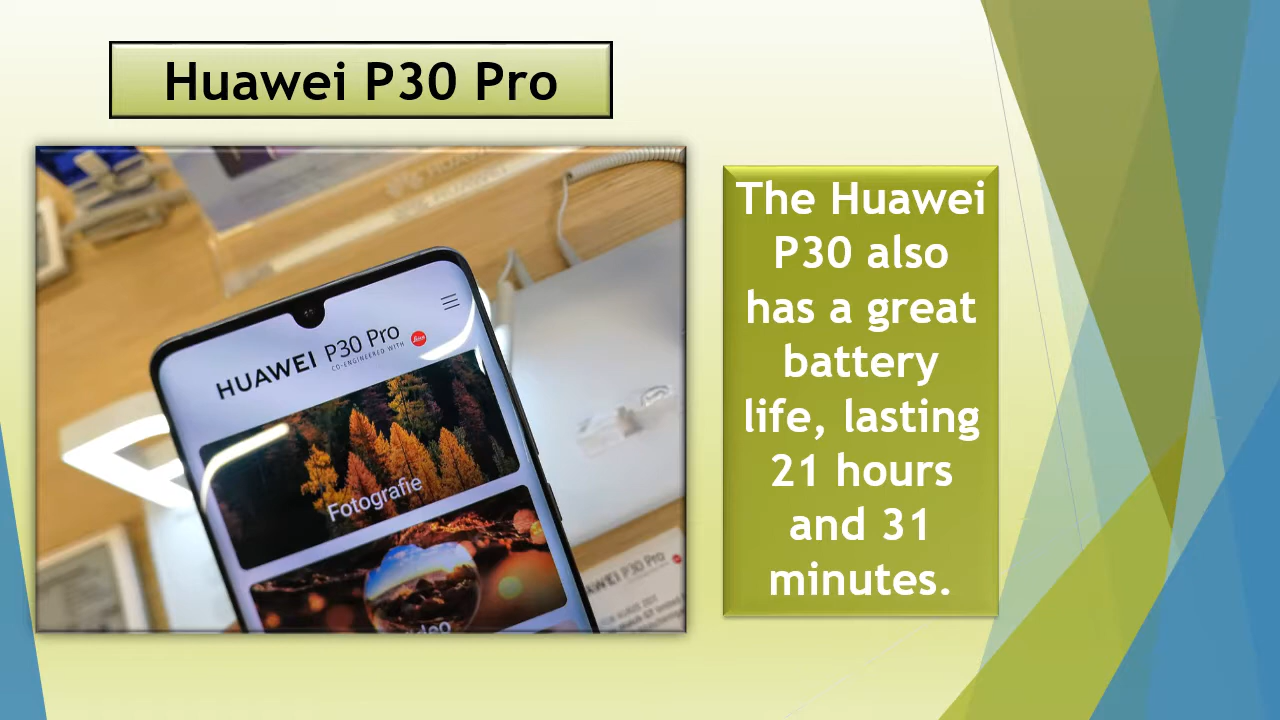 Huawei P30 Pro
The Huawei
P30 also
has a great
battery
life, lasting
21 hours
and 31
minutes.
HUAWEI P30 Pro
CO-ENGINEERED WITH
Fotografie